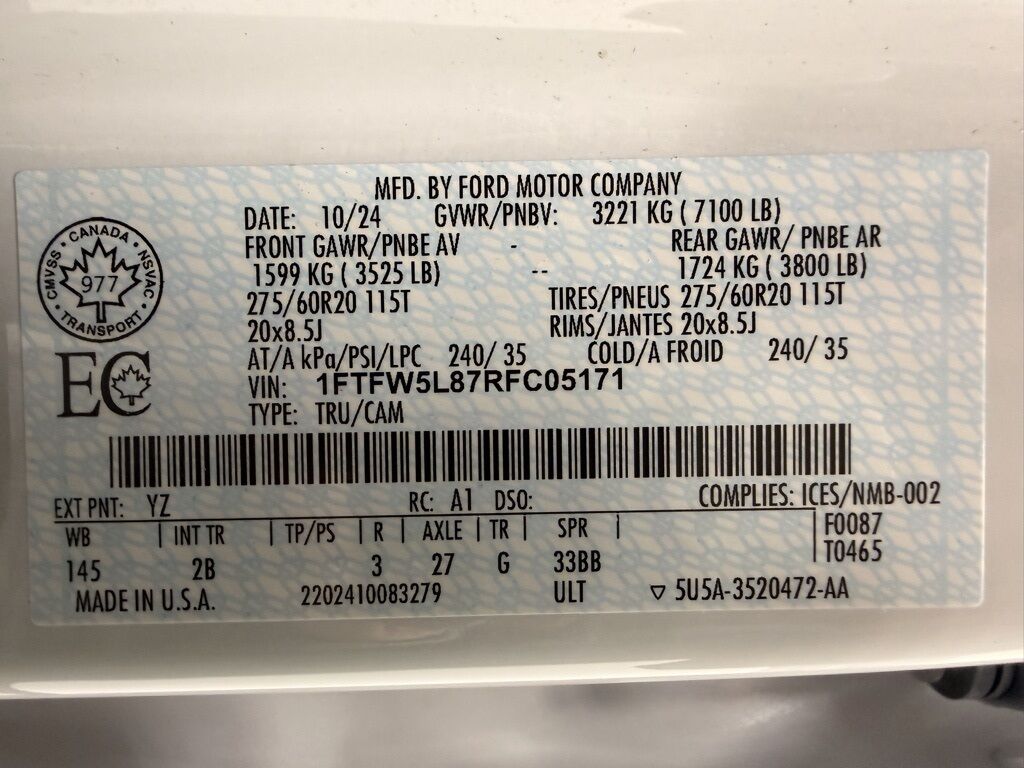 MFD. BY FORD MOTOR COMPANY
DATE: 10/24 GVWR/PNBV: 3221 KG ( 7100 LB)
FRONT GAWR/PNBE AV - REAR GAWR/ PNBE AR
1599 KG ( 3525 LB) -- 1724 KG ( 3800 LB)
275/60R20 115T TIRES/PNEUS 275/60R20 115T
20x8.5J RIMS/JANTES 20x8.5J
AT/A kPa/PSI/LPC 240/ 35 COLD/A FROID 240/ 35
VIN: 1FTFW5L87RFC05171
TYPE: TRU/CAM
CMVSS • CANADA • NSVAC • TRANSPORT •
977
EC
EXT PNT: YZ RC: A1 DSO: COMPLIES: ICES/NMB-002
WB | INT TR | TP/PS | R | AXLE | TR | SPR | F0087
145 2B 3 27 G 33BB T0465
MADE IN U.S.A. 2202410083279 ULT ▽ 5U5A-3520472-AA